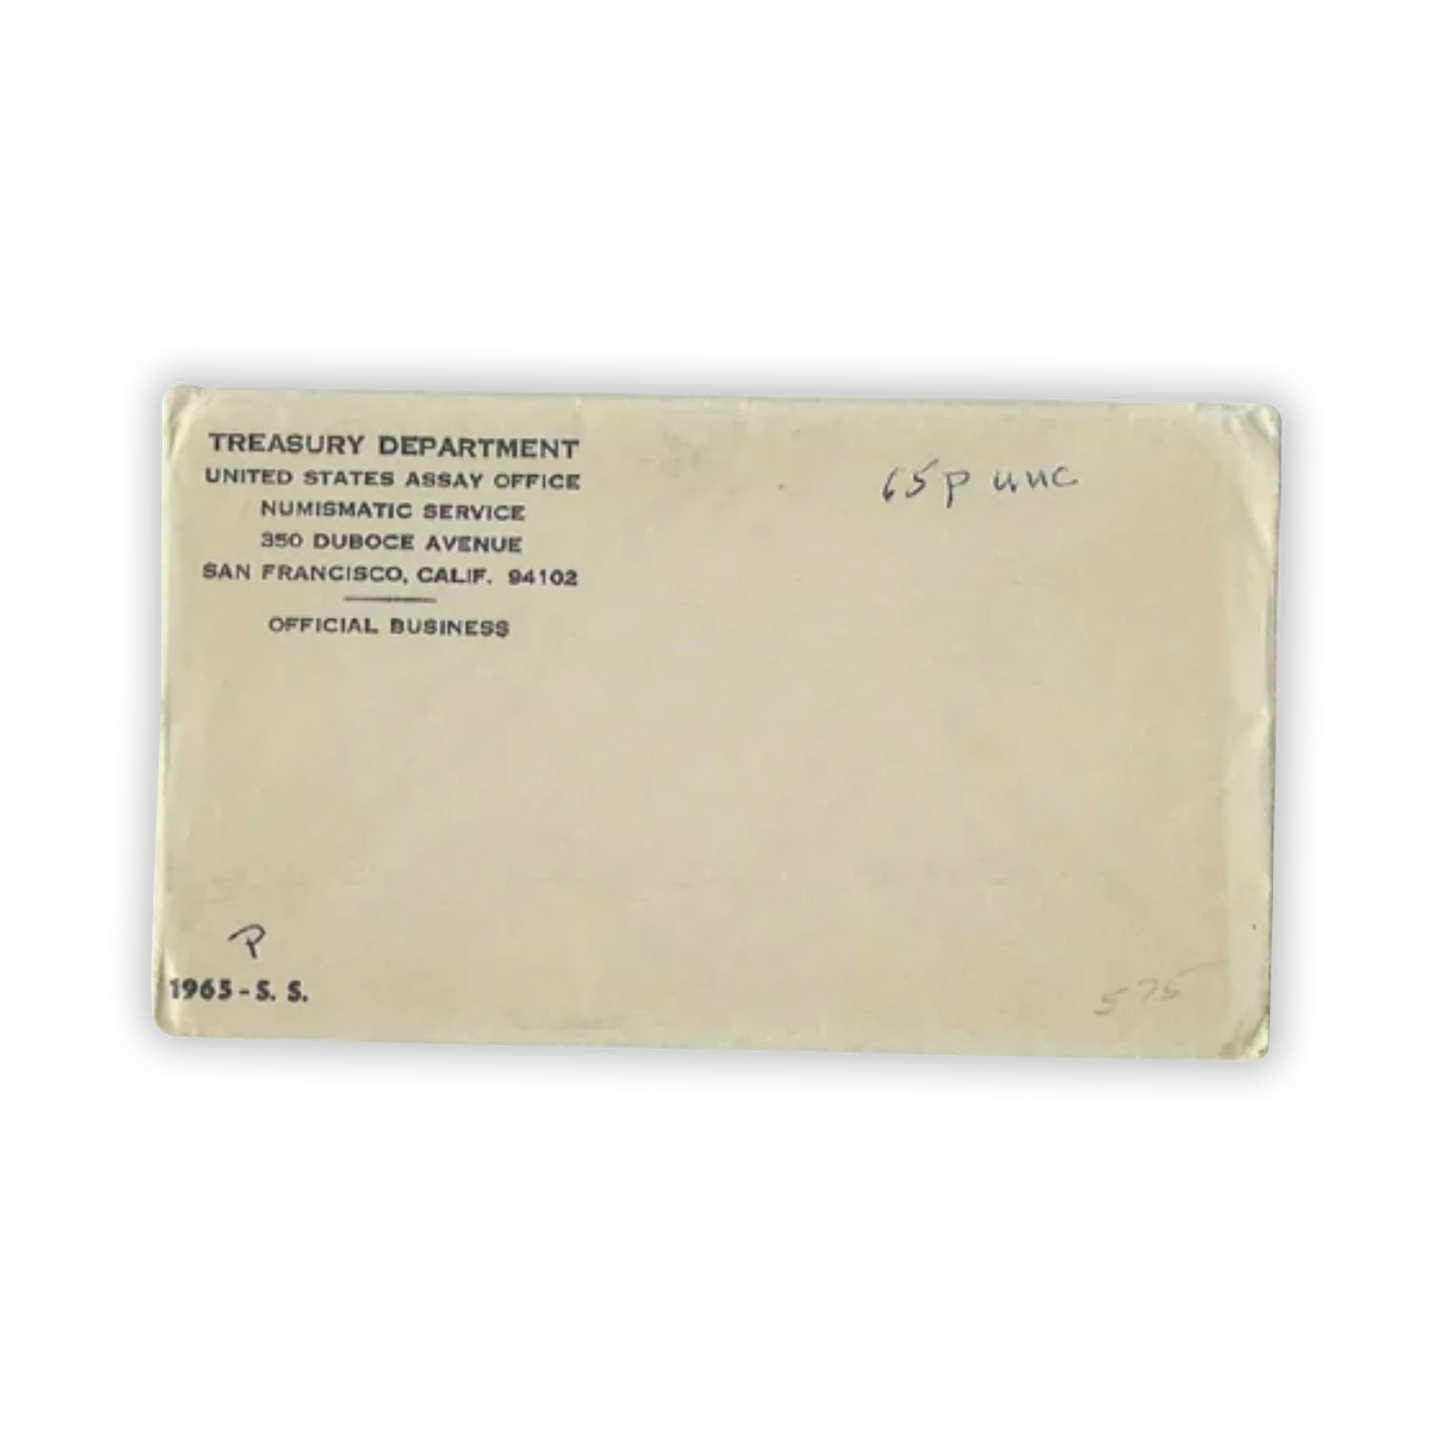 TREASURY DEPARTMENT
UNITED STATES ASSAY OFFICE
NUMISMATIC SERVICE
350 DUBOCE AVENUE
SAN FRANCISCO, CALIF. 94102
OFFICIAL BUSINESS
65 p unc
P
1965 - S. S.
575